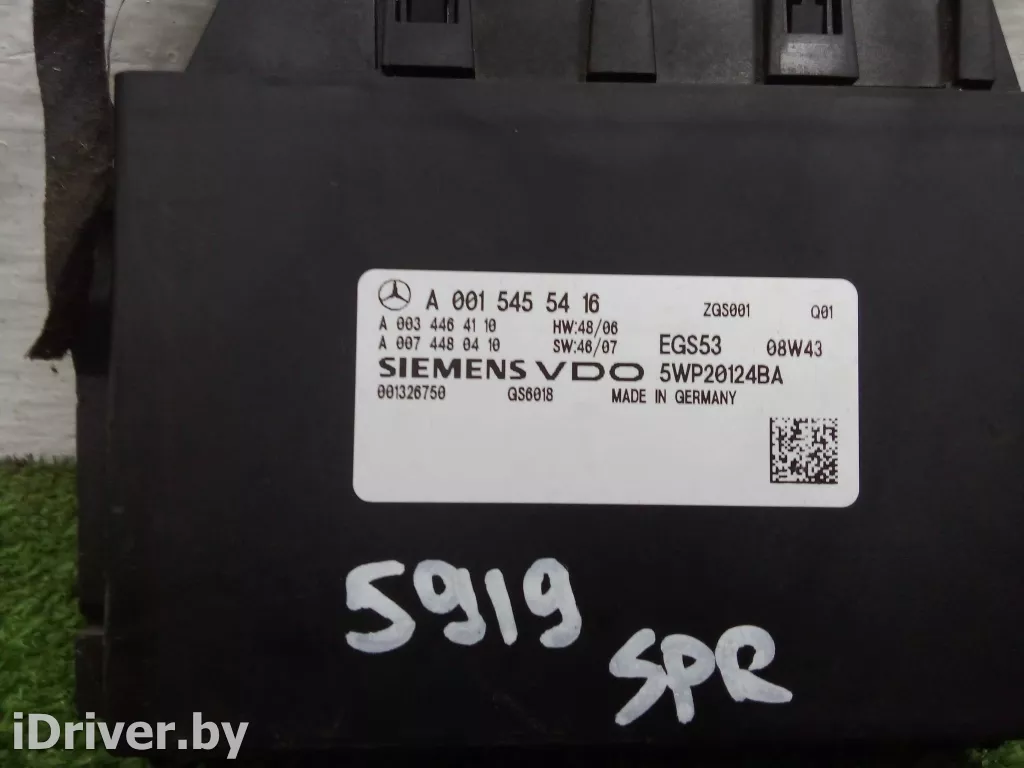 A 001 545 54 16 ZGS001 Q01
A 003 446 41 10 HW:48/06
A 007 448 04 10 SW:46/07 EGS53 08W43
SIEMENS VDO 5WP20124BA
001326750 GS6018 MADE IN GERMANY
5919
SPR
iDriver.by